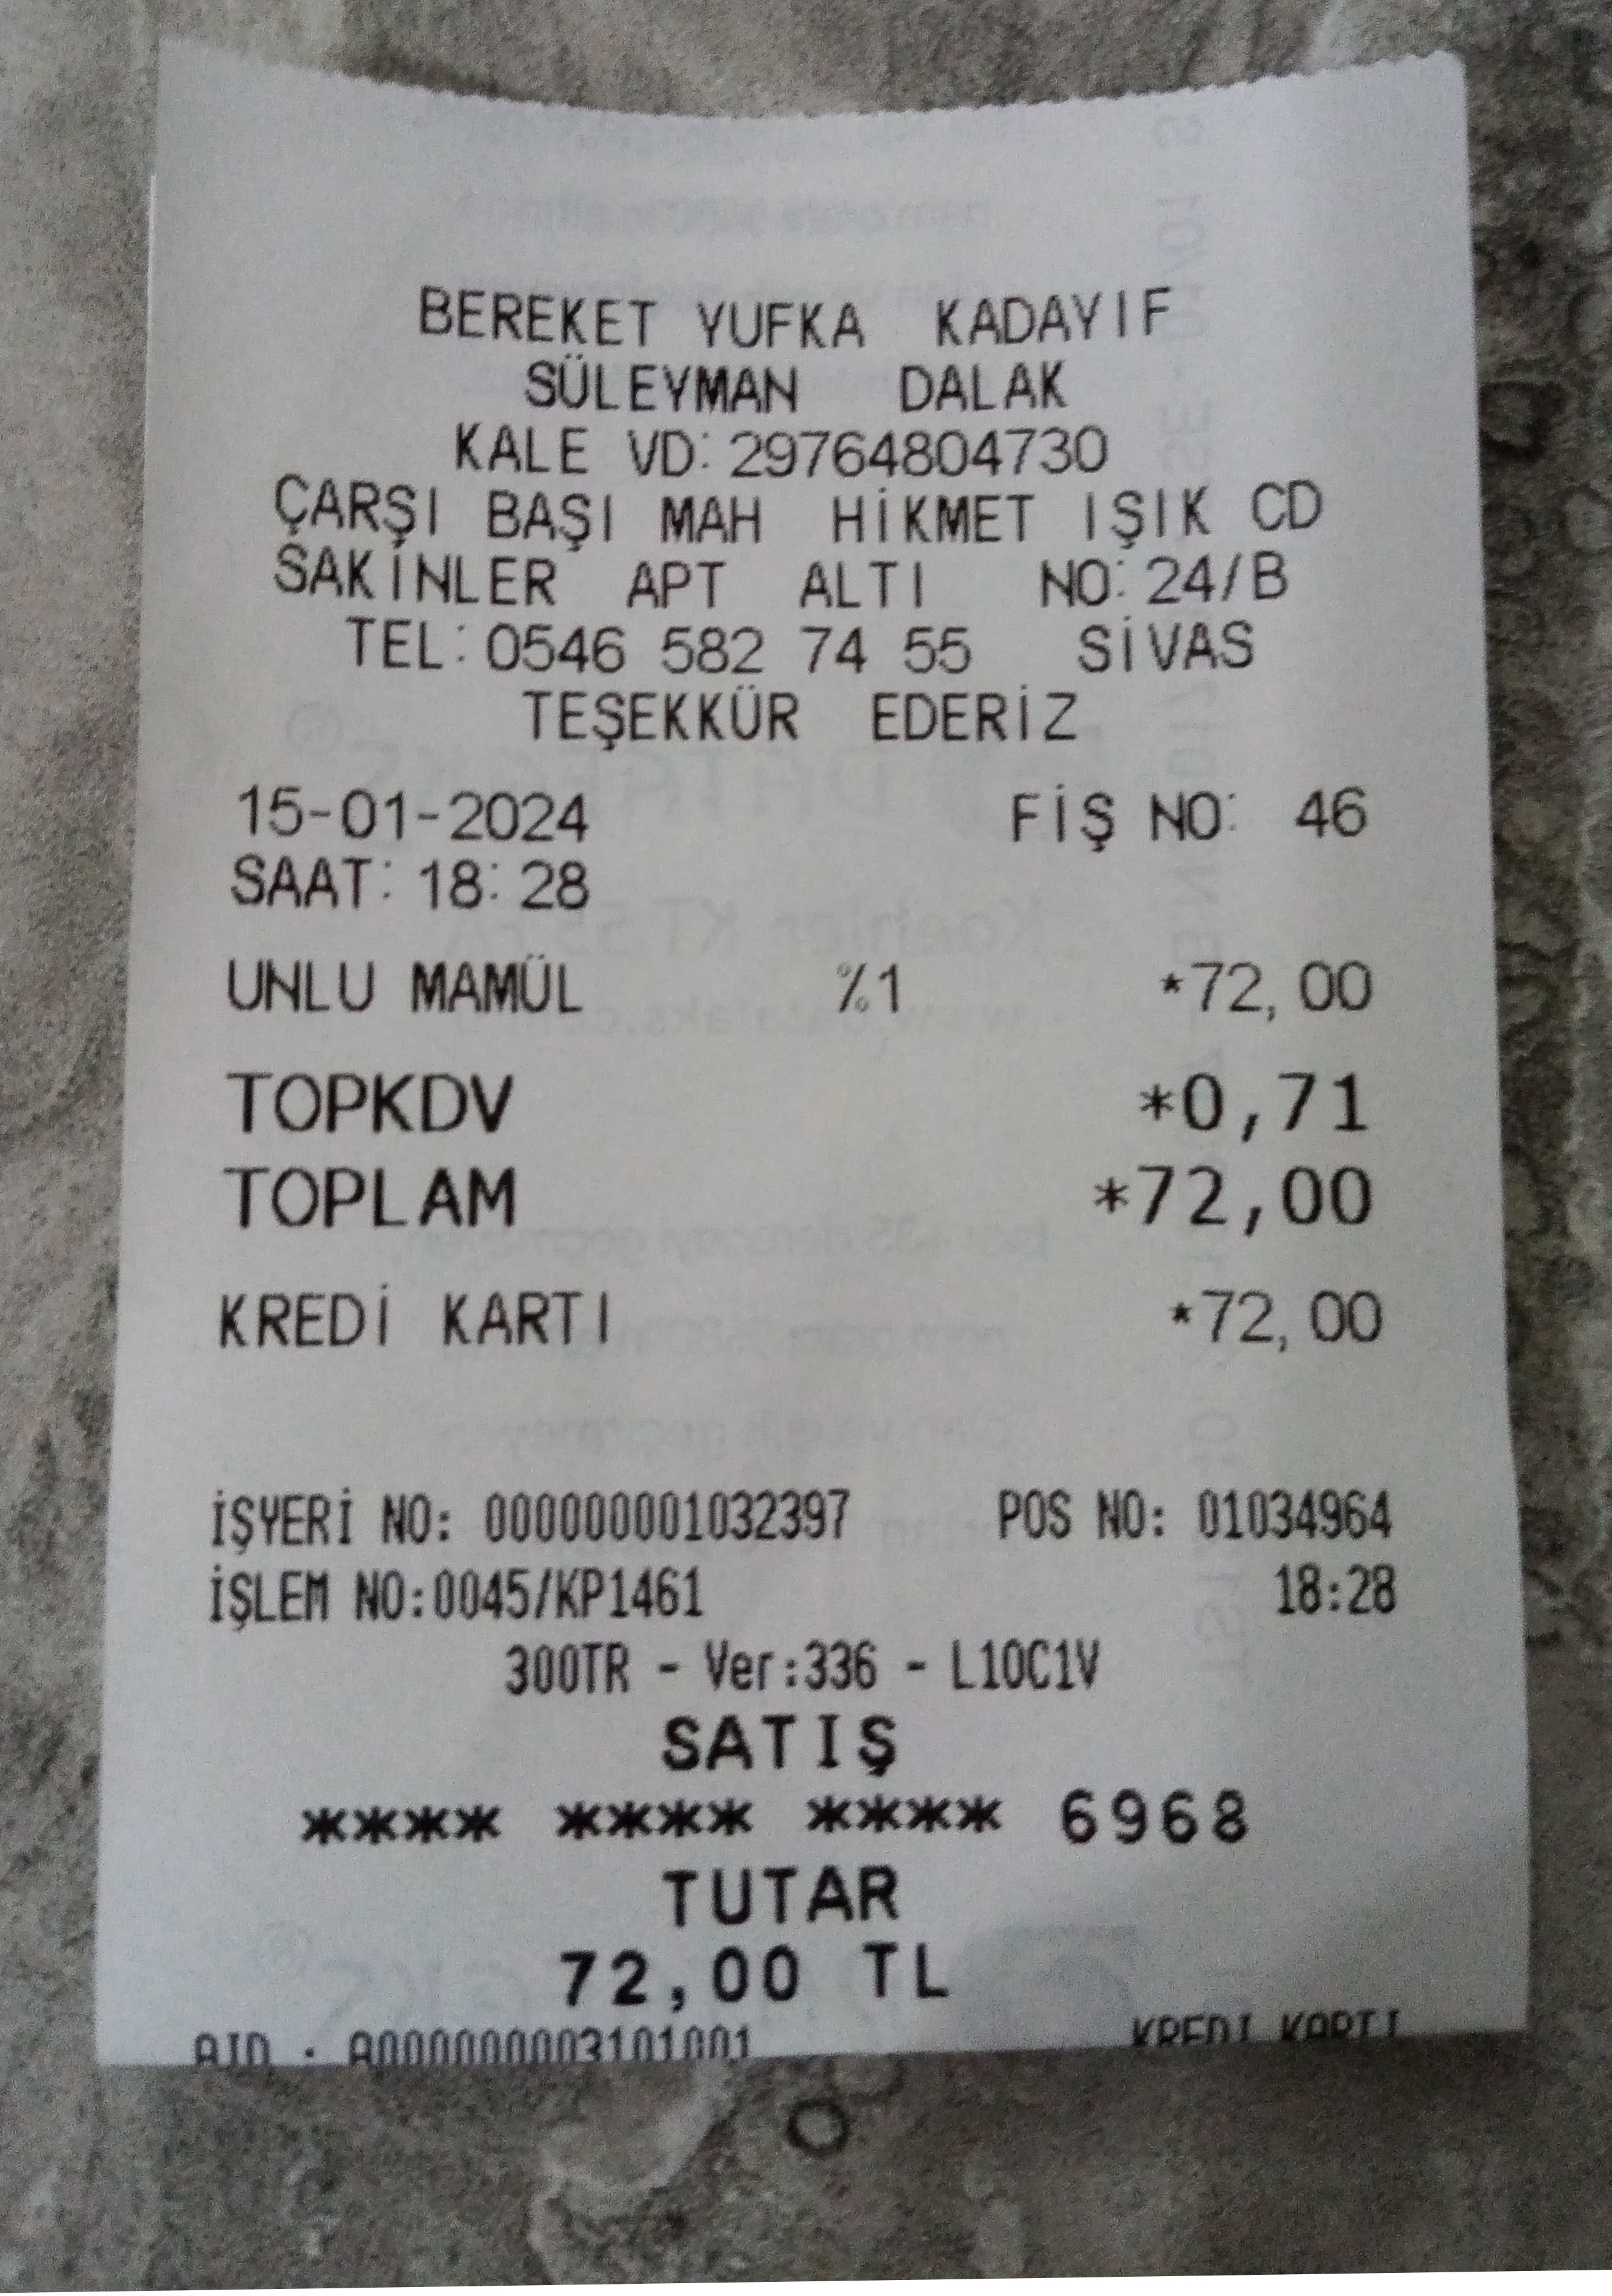 BEREKET YUFKA KADAYIF
SÜLEYMAN DALAK
KALE VD: 29764804730
ÇARŞI BAŞI MAH HİKMET IŞIK CD
SAKİNLER APT ALTI NO: 24/B
TEL: 0546 582 74 55 SİVAS
TEŞEKKÜR EDERİZ
15-01-2024 FİŞ NO: 46
SAAT: 18:28
UNLU MAMÜL %1 *72,00
TOPKDV *0,71
TOPLAM *72,00
KREDİ KARTI *72,00
İŞYERİ NO: 000000001032397 POS NO: 01034964
İŞLEM NO:0045/KP1461 18:28
300TR - Ver:336 - L10C1V
SATIŞ
**** **** **** 6968
TUTAR
72,00 TL
AID : A0000000003101001 KREDI KARTI